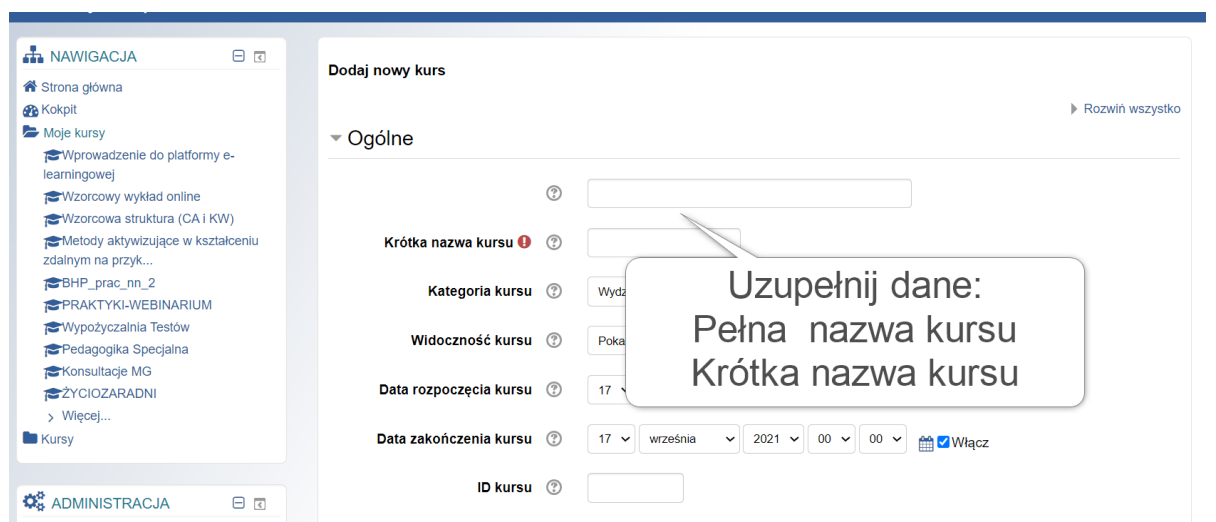 NAWIGACJA
Strona główna
Kokpit
Moje kursy
Wprowadzenie do platformy e-
learningowej
Wzorcowy wykład online
Wzorcowa struktura (CA i KW)
Metody aktywizujące w kształceniu
zdalnym na przyk...
BHP_prac_nn_2
PRAKTYKI-WEBINARIUM
Wypożyczalnia Testów
Pedagogika Specjalna
Konsultacje MG
ŻYCIOZARADNI
Więcej...
Kursy
ADMINISTRACJA
Dodaj nowy kurs
Rozwiń wszystko
Ogólne
Krótka nazwa kursu
Kategoria kursu
Widoczność kursu
Data rozpoczęcia kursu 17
Data zakończenia kursu 17 września 2021 00 00 Włącz
ID kursu
Uzupełnij dane:
Pełna nazwa kursu
Krótka nazwa kursu